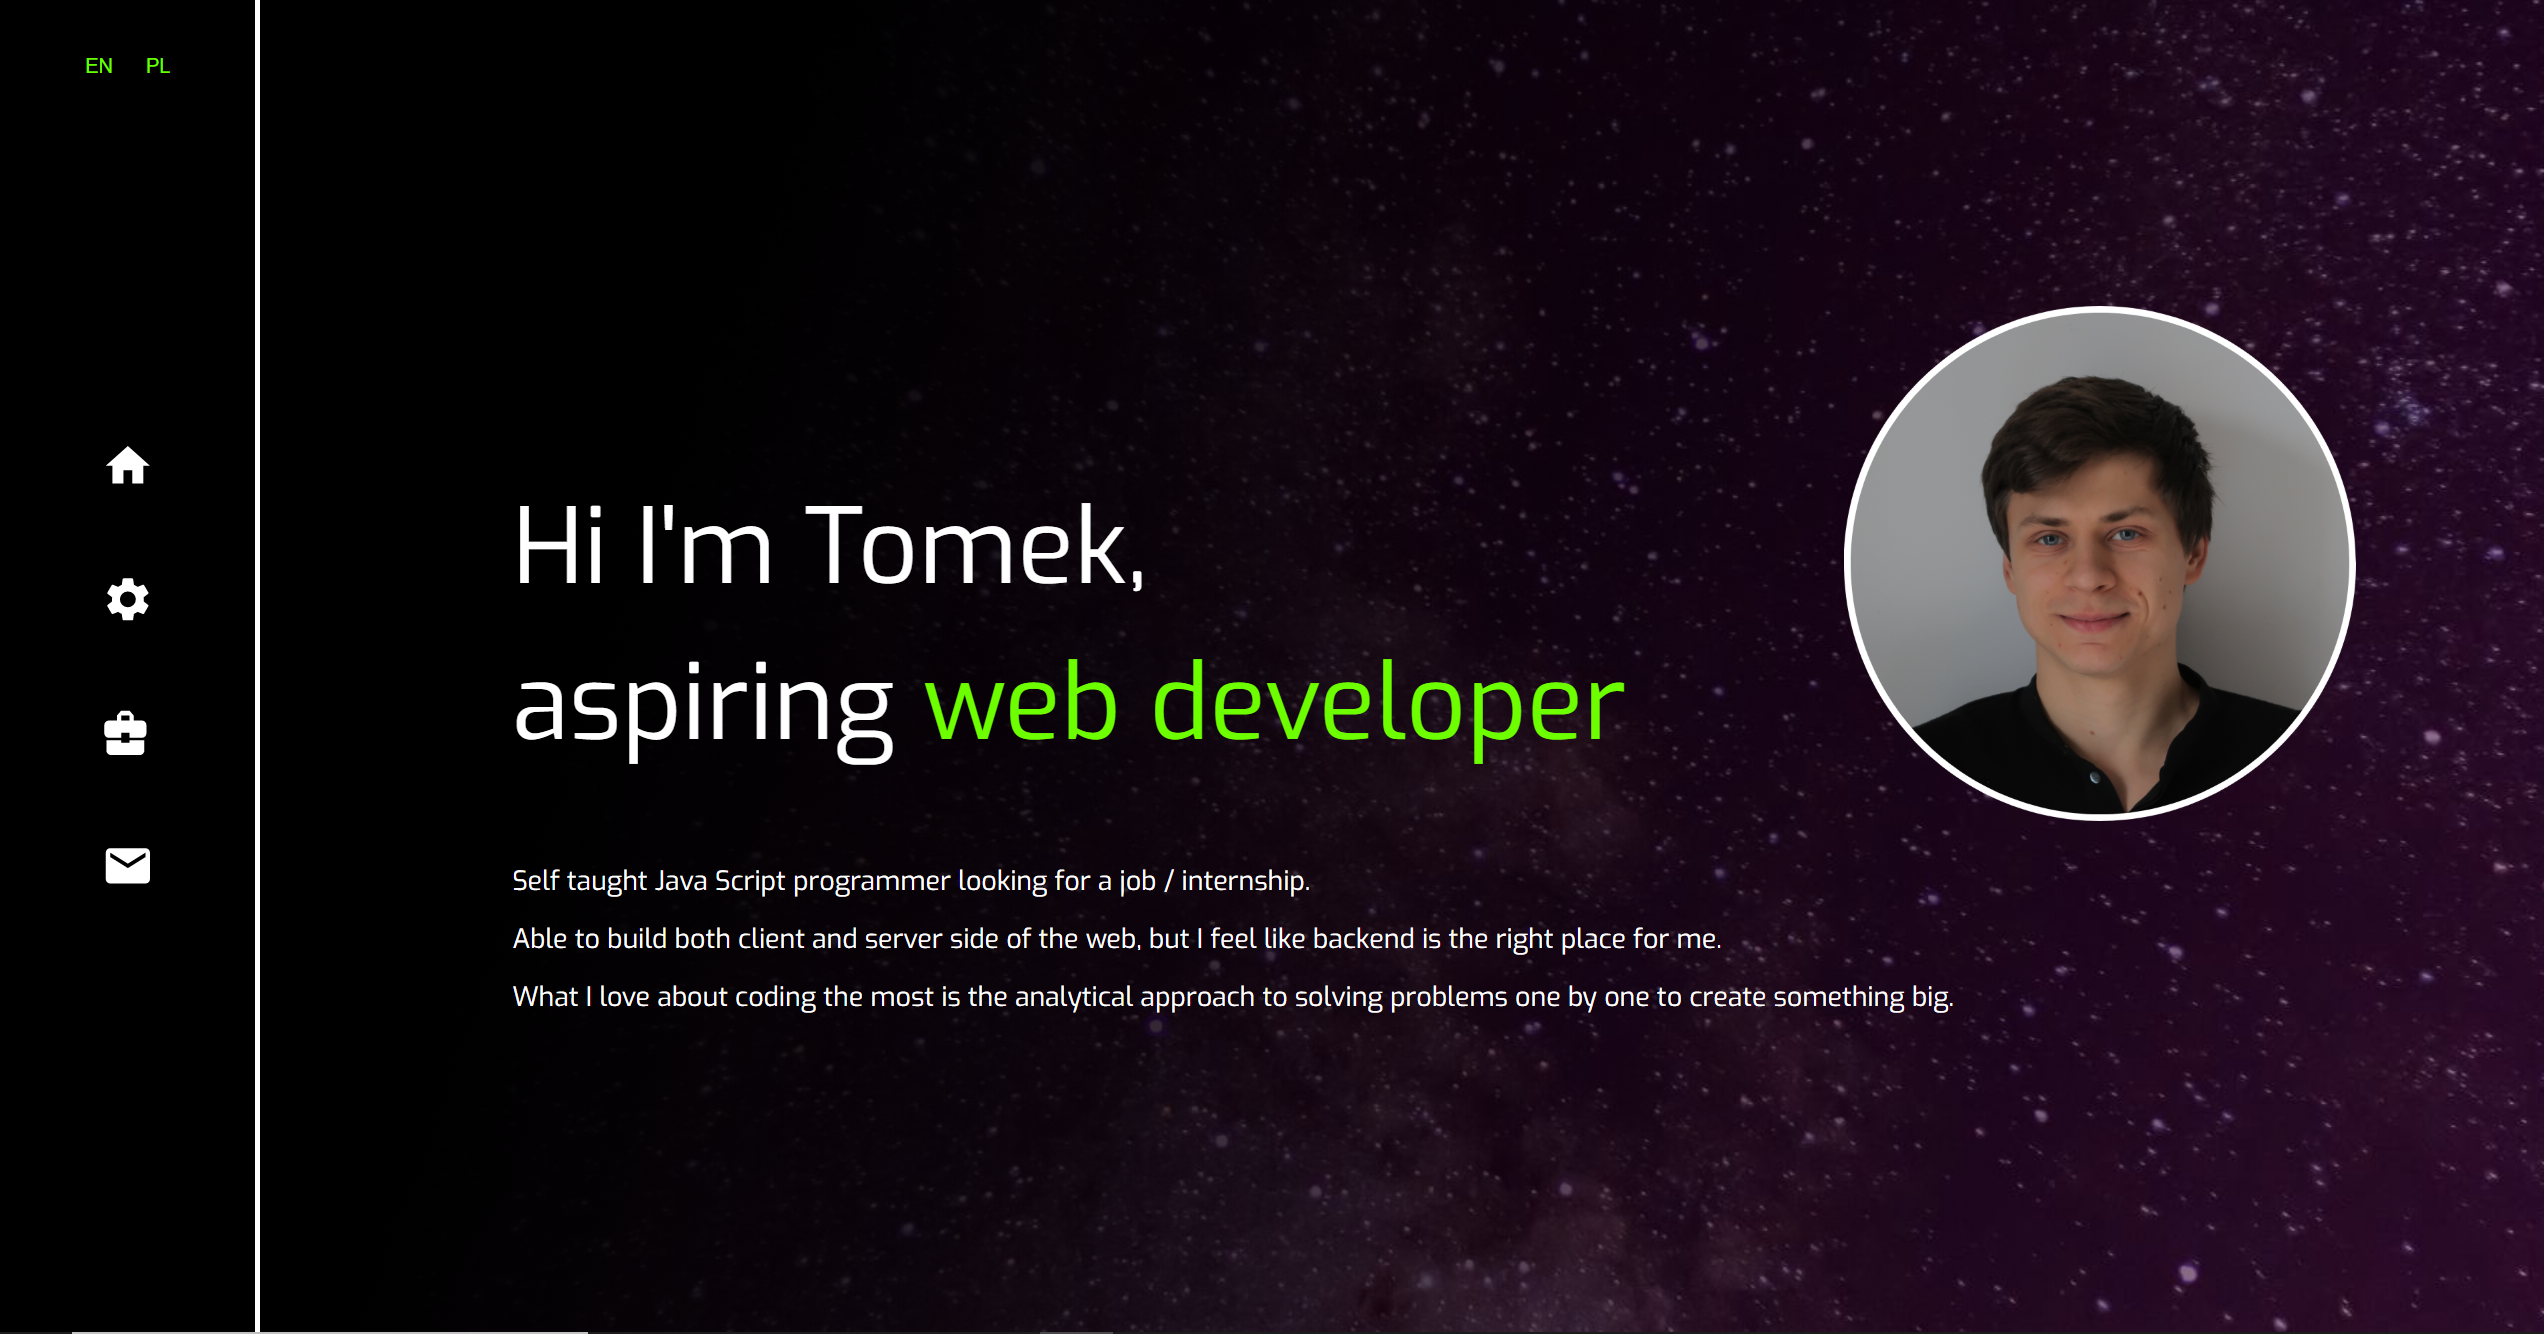 EN PL
Hi I'm Tomek,
aspiring web developer
Self taught Java Script programmer looking for a job / internship.
Able to build both client and server side of the web, but I feel like backend is the right place for me.
What I love about coding the most is the analytical approach to solving problems one by one to create something big.